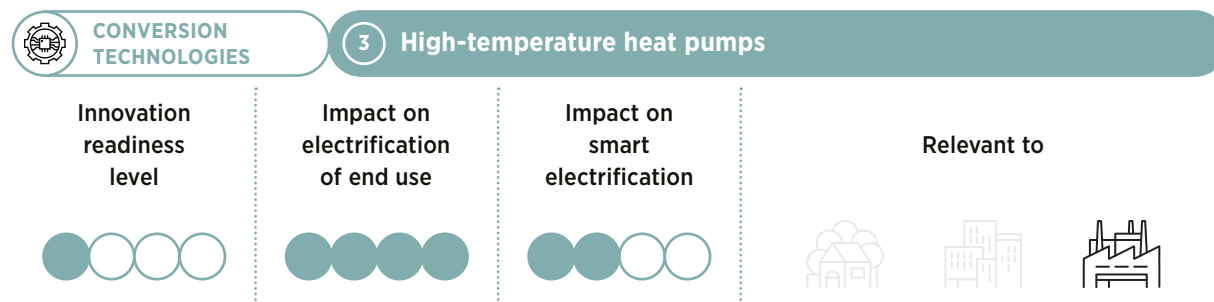 CONVERSION
TECHNOLOGIES
3
High-temperature heat pumps
Innovation
readiness
level
Impact on
electrification
of end use
Impact on
smart
electrification
Relevant to